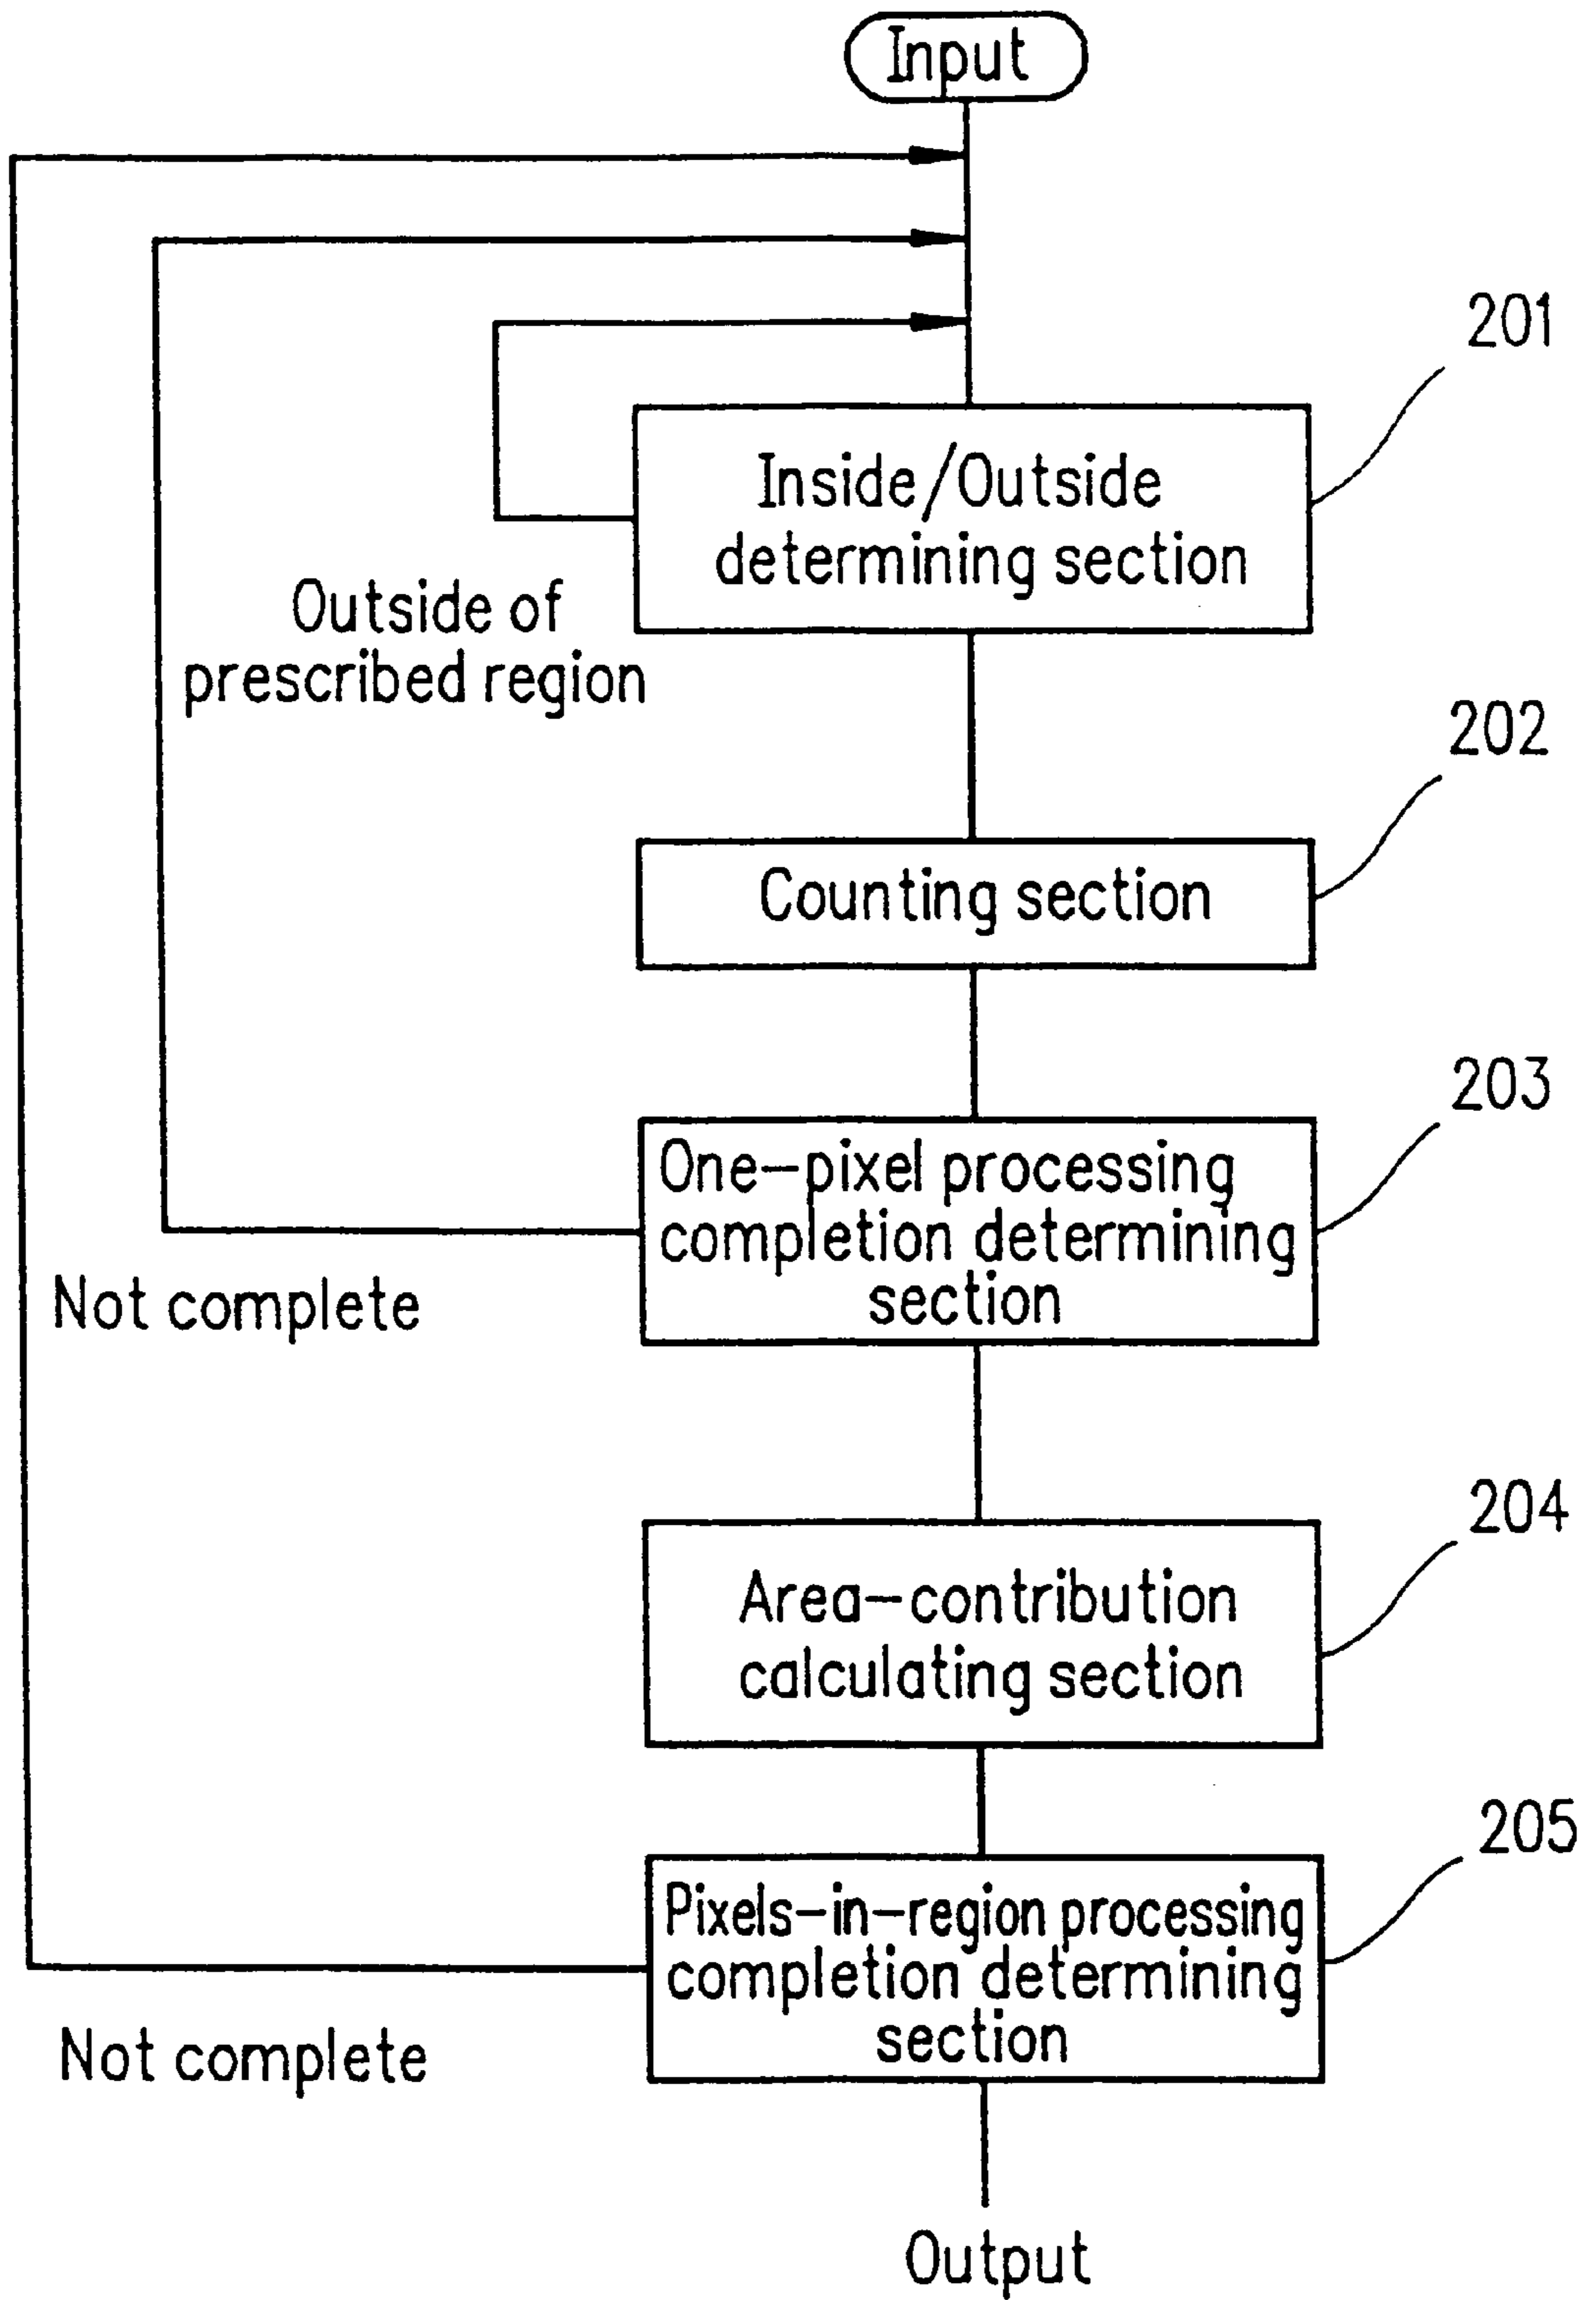 Input
201
Inside/Outside
determining section
Outside of
prescribed region
202
Counting section
203
One-pixel processing
completion determining
section
Not complete
204
Area-contribution
calculating section
205
Pixels-in-region processing
completion determining
section
Not complete
Output